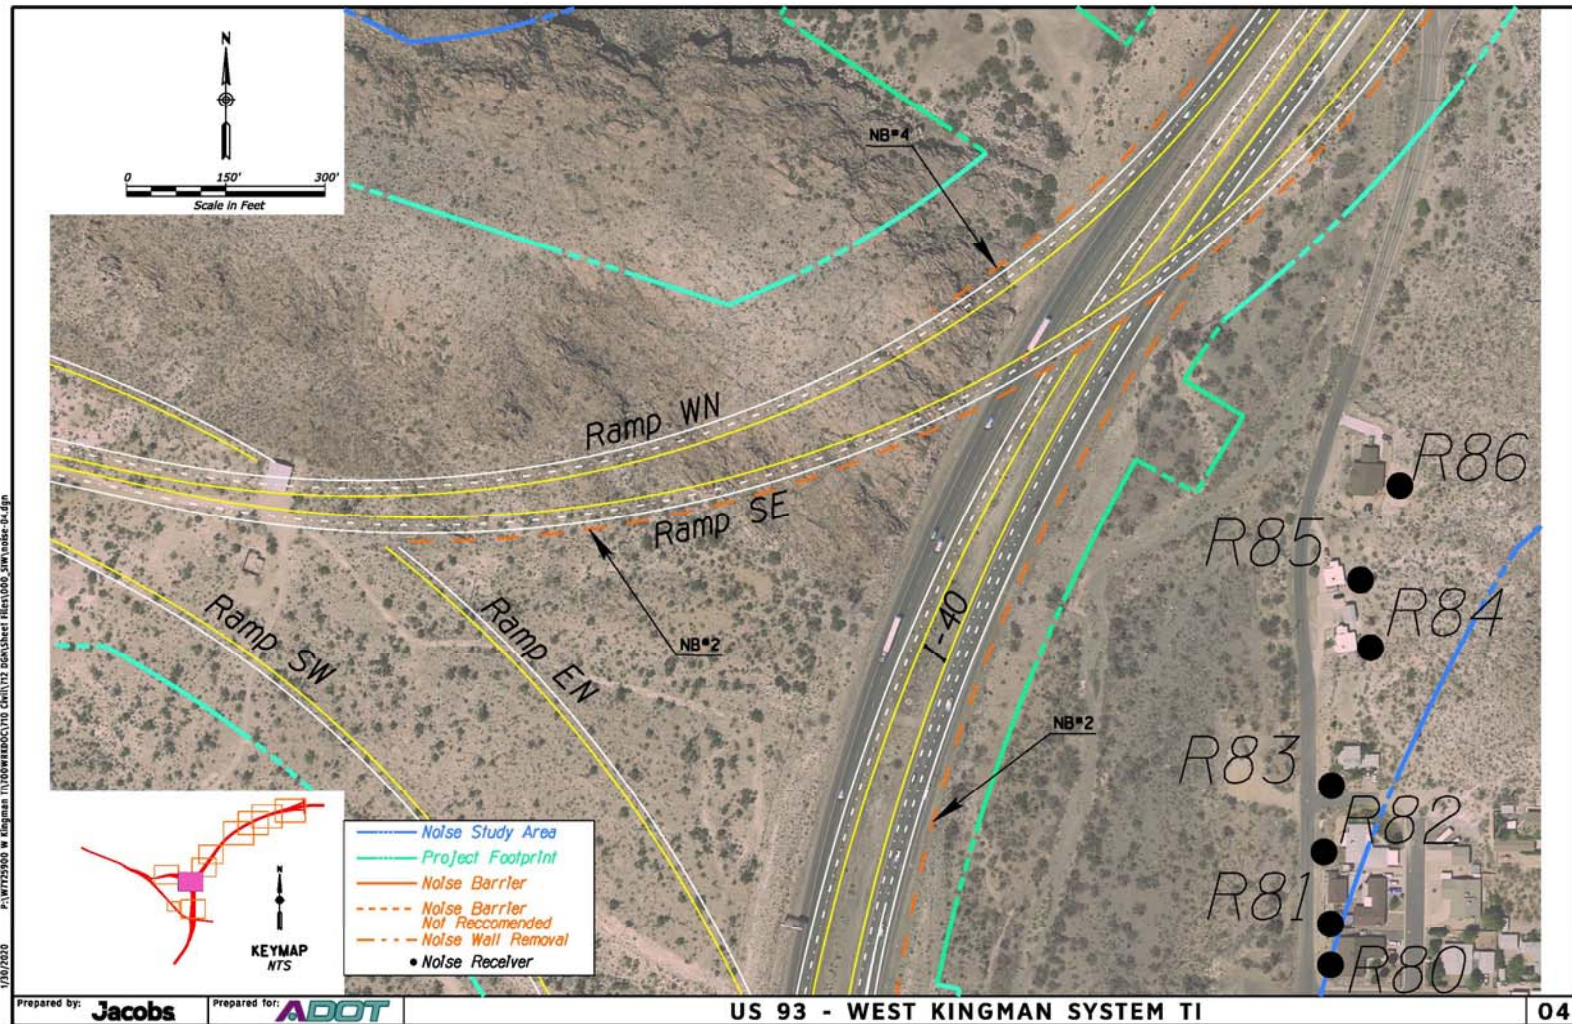 N
0 150' 300'
Scale in Feet
NB#4
Ramp WN
Ramp SE
NB#2
Ramp SW
Ramp EN
I-40
NB#2
R86
R85
R84
R83
R82
R81
R80
Noise Study Area
Project Footprint
Noise Barrier
Noise Barrier
Not Reccomended
Noise Wall Removal
Noise Receiver
N
KEYMAP
NTS
1/30/2020
Prepared by: Jacobs
Prepared for: ADOT
US 93 - WEST KINGMAN SYSTEM TI
04